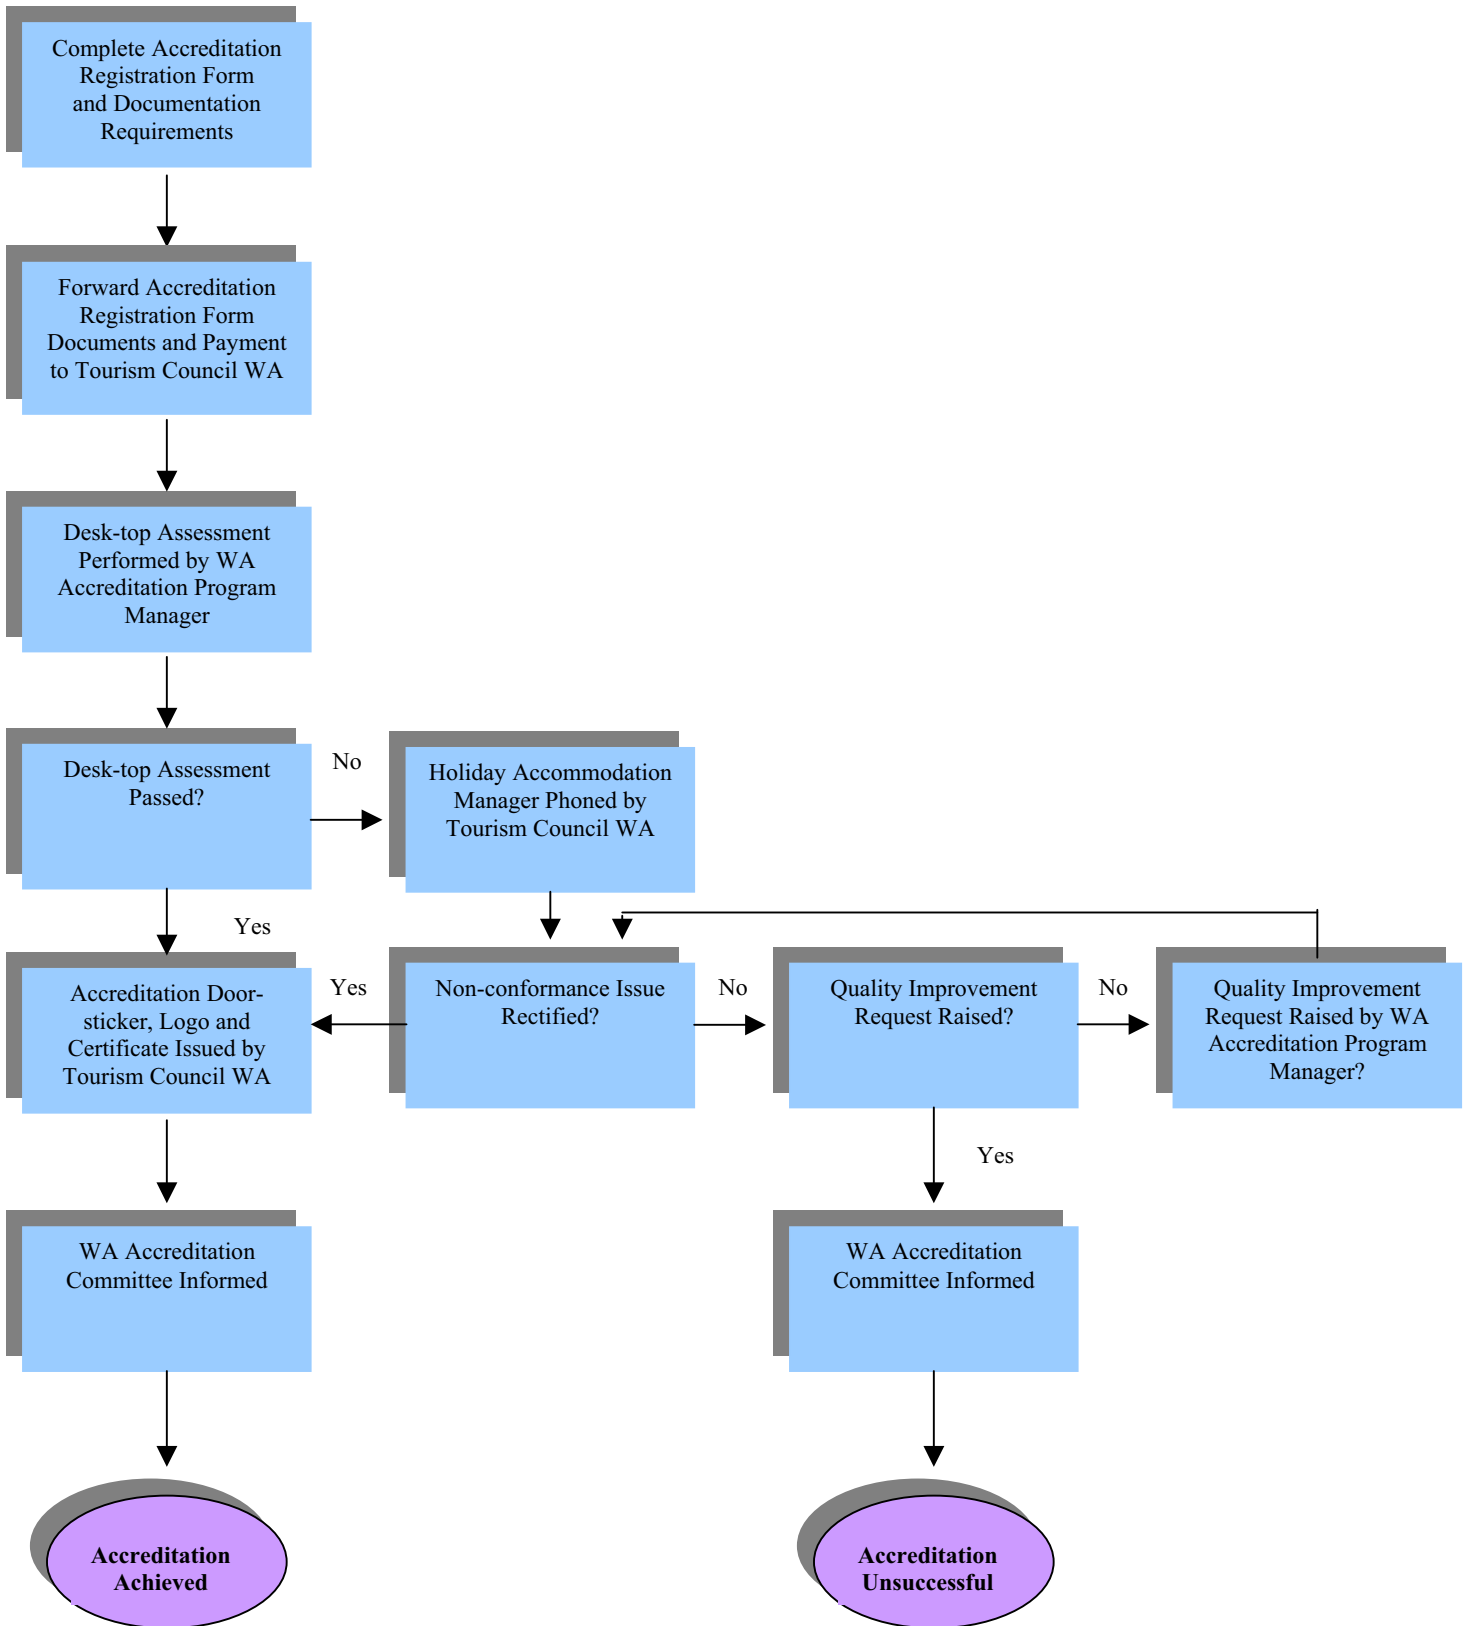 Complete Accreditation
Registration Form
and Documentation
Requirements
Forward Accreditation
Registration Form
Documents and Payment
to Tourism Council WA
Desk-top Assessment
Performed by WA
Accreditation Program
Manager
Desk-top Assessment
Passed?
No
Holiday Accommodation
Manager Phoned by
Tourism Council WA
Yes
Accreditation Door-
sticker, Logo and
Certificate Issued by
Tourism Council WA
Yes
Non-conformance Issue
Rectified?
No
Quality Improvement
Request Raised?
No
Quality Improvement
Request Raised by WA
Accreditation Program
Manager?
Yes
WA Accreditation
Committee Informed
WA Accreditation
Committee Informed
Accreditation
Achieved
Accreditation
Unsuccessful